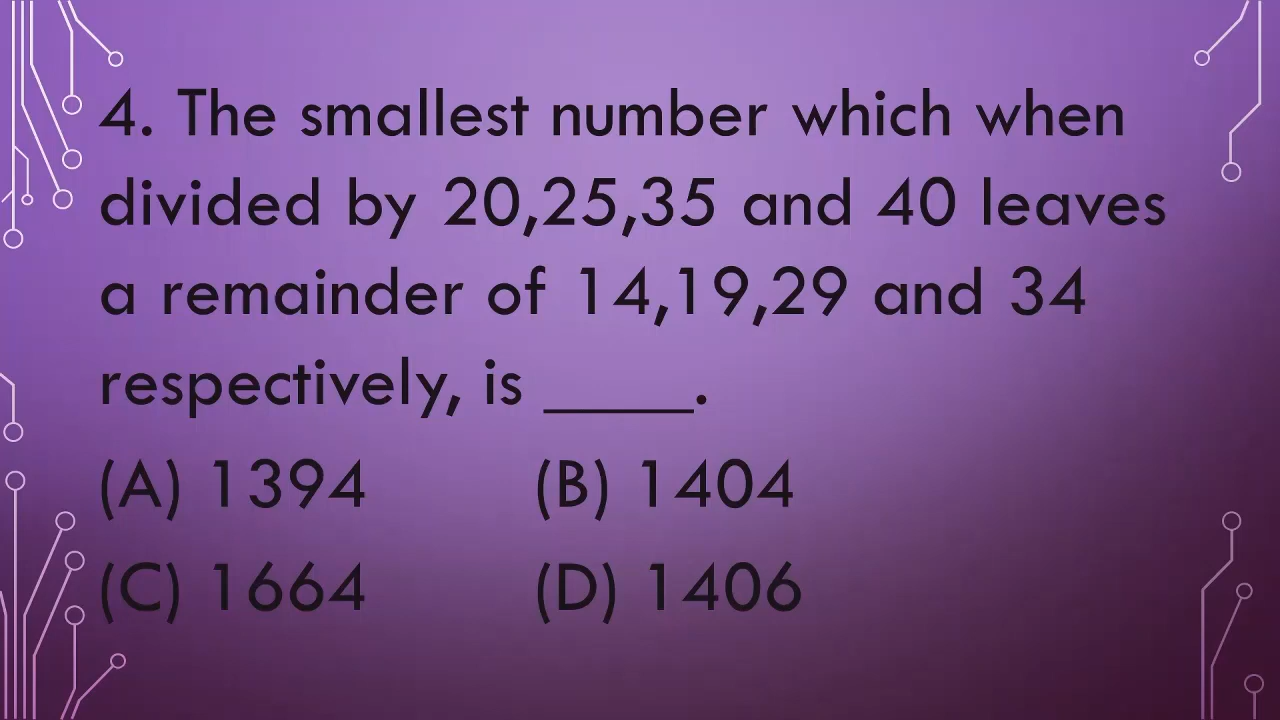 4. The smallest number which when
divided by 20,25,35 and 40 leaves
a remainder of 14,19,29 and 34
respectively, is _____.
(A) 1394 (B) 1404
(C) 1664 (D) 1406